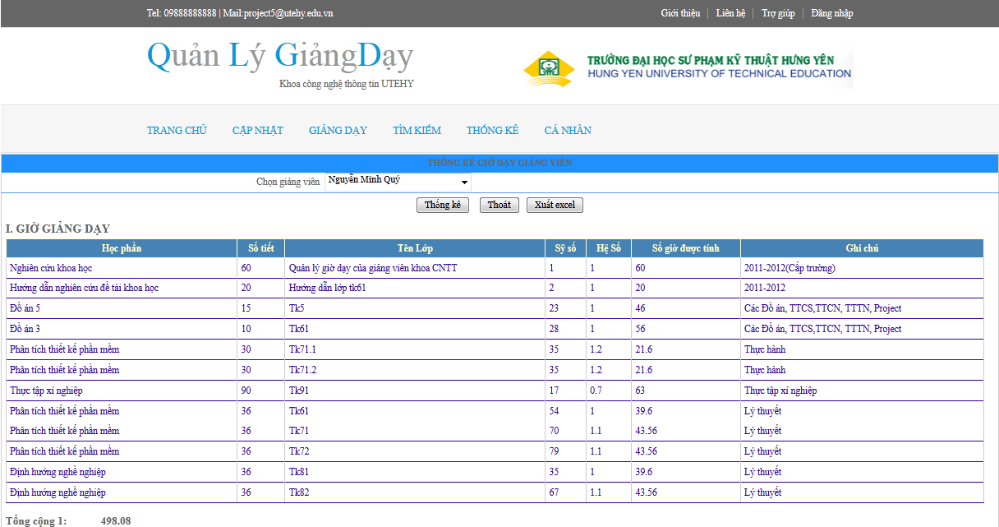 Tel: 09888888888 | Mail:project5@utehy.edu.vn Giới thiệu | Liên hệ | Trợ giúp | Đăng nhập
Quản Lý GiảngDạy
Khoa công nghệ thông tin UTEHY
TRƯỜNG ĐẠI HỌC SƯ PHẠM KỸ THUẬT HƯNG YÊN
HUNG YEN UNIVERSITY OF TECHNICAL EDUCATION
TRANG CHỦ CẬP NHẬT GIẢNG DẠY TÌM KIẾM THỐNG KÊ CÁ NHÂN
THỐNG KÊ GIỜ DẠY GIẢNG VIÊN
Chọn giảng viên Nguyễn Minh Quý
Thống kê Thoát Xuất excel
I. GIỜ GIẢNG DẠY
Học phần Số tiết Tên Lớp Sỹ số Hệ Số Số giờ được tính Ghi chú
Nghiên cứu khoa học 60 Quản lý giờ dạy của giảng viên khoa CNTT 1 1 60 2011-2012(Cấp trường)
Hướng dẫn nghiên cứu đề tài khoa học 20 Hướng dẫn lớp tk61 2 1 20 2011-2012
Đồ án 5 15 Tk5 23 1 46 Các Đồ án, TTCS,TTCN, TTTN, Project
Đồ án 3 10 Tk61 28 1 56 Các Đồ án, TTCS,TTCN, TTTN, Project
Phân tích thiết kế phần mềm 30 Tk71.1 35 1.2 21.6 Thực hành
Phân tích thiết kế phần mềm 30 Tk71.2 35 1.2 21.6 Thực hành
Thực tập xí nghiệp 90 Tk91 17 0.7 63 Thực tập xí nghiệp
Phân tích thiết kế phần mềm 36 Tk61 54 1 39.6 Lý thuyết
Phân tích thiết kế phần mềm 36 Tk71 70 1.1 43.56 Lý thuyết
Phân tích thiết kế phần mềm 36 Tk72 79 1.1 43.56 Lý thuyết
Định hướng nghề nghiệp 36 Tk81 35 1 39.6 Lý thuyết
Định hướng nghề nghiệp 36 Tk82 67 1.1 43.56 Lý thuyết
Tổng cộng 1: 498.08